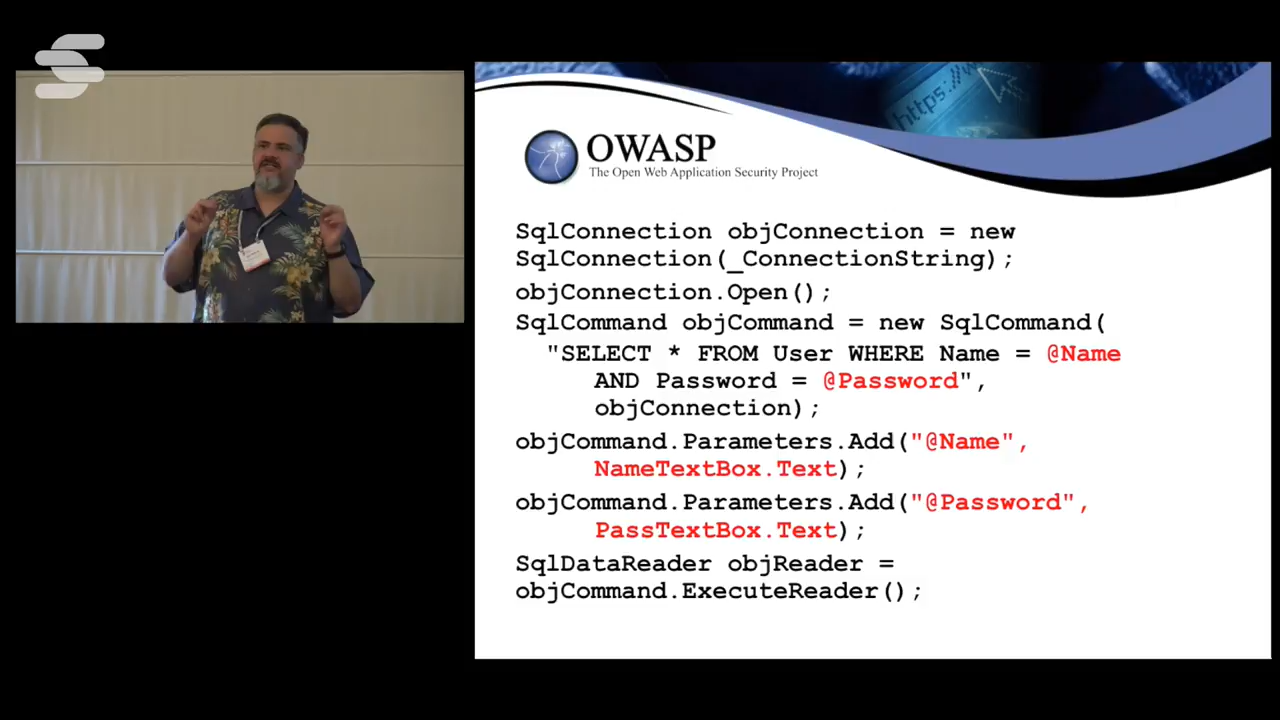 https://w
OWASP
The Open Web Application Security Project
SqlConnection objConnection = new
SqlConnection(_ConnectionString);
objConnection.Open();
SqlCommand objCommand = new SqlCommand(
"SELECT * FROM User WHERE Name = @Name
AND Password = @Password",
objConnection);
objCommand.Parameters.Add("@Name",
NameTextBox.Text);
objCommand.Parameters.Add("@Password",
PassTextBox.Text);
SqlDataReader objReader =
objCommand.ExecuteReader();